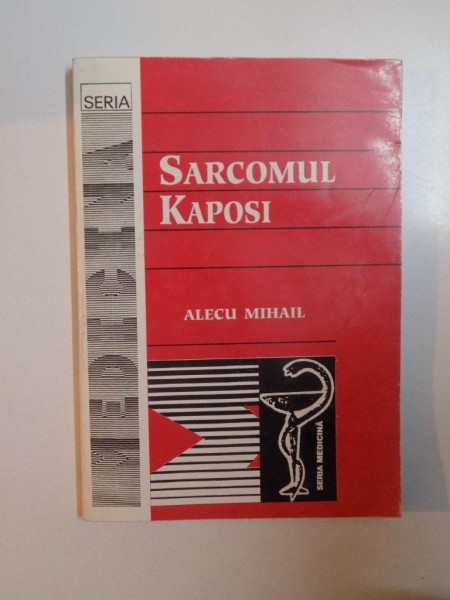 SERIA
MEDICINA
SARCOMUL
KAPOSI
ALECU MIHAIL
SERIA MEDICINĂ